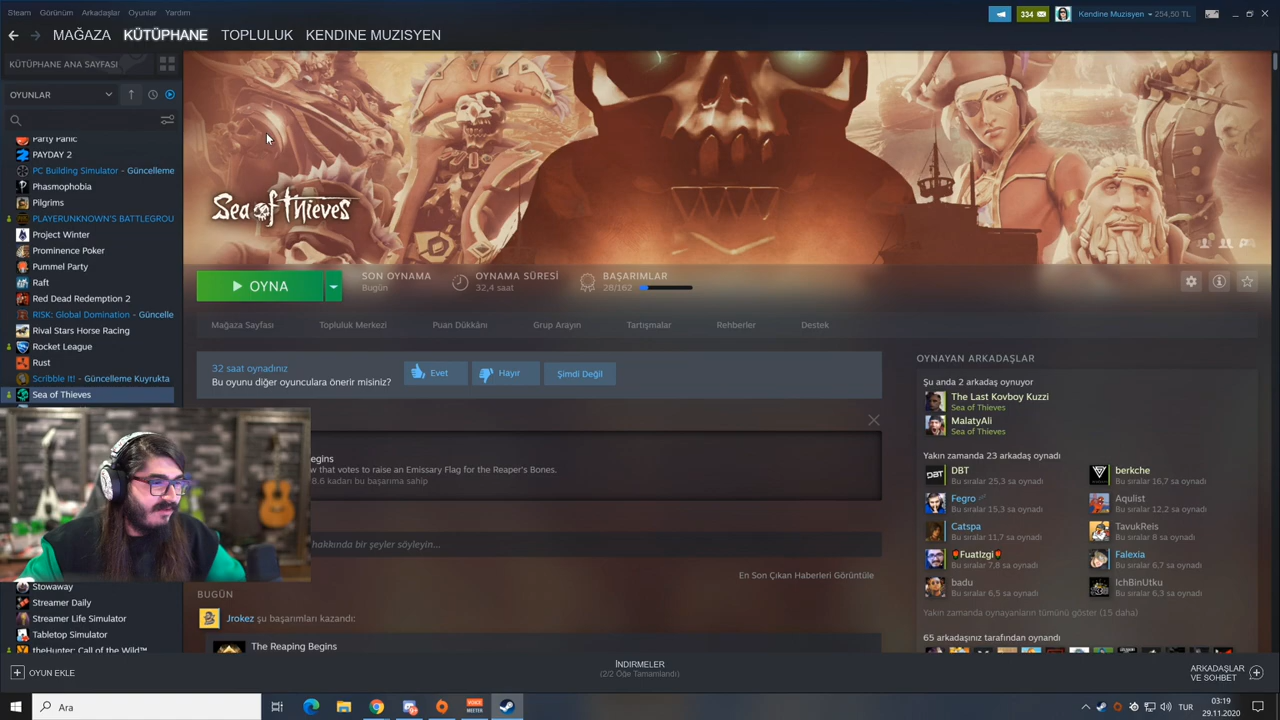 Steam Görünüm Arkadaşlar Oyunlar Yardım
334
Kendine Muzisyen 254,50 TL
MAĞAZA KÜTÜPHANE TOPLULUK KENDINE MUZISYEN
KÜTÜPHANE ANA SAYFASI
OYUNLAR
Party Panic
PAYDAY 2
PC Building Simulator - Güncelleme
Phasmophobia
Pilgrims
PLAYERUNKNOWN'S BATTLEGROU
Project Winter
Prominence Poker
Pummel Party
Raft
Red Dead Redemption 2
RISK: Global Domination - Güncelle
Rival Stars Horse Racing
Rocket League
Rust
Scribble It! - Güncelleme Kuyrukta
Sea of Thieves
Stowaway
Streamer Daily
Streamer Life Simulator
Tabletop Simulator
theHunter: Call of the Wild™
OYUN EKLE
Sea of Thieves
OYNA
SON OYNAMA
Bugün
OYNAMA SÜRESİ
32,4 saat
BAŞARIMLAR
28/162
Mağaza Sayfası Topluluk Merkezi Puan Dükkânı Grup Arayın Tartışmalar Rehberler Destek
32 saat oynadınız
Bu oyunu diğer oyunculara önerir misiniz?
Evet
Hayır
Şimdi Değil
egins
w that votes to raise an Emissary Flag for the Reaper's Bones.
8.6 kadarı bu başarıma sahip
hakkında bir şeyler söyleyin...
En Son Çıkan Haberleri Görüntüle
BUGÜN
Jrokez şu başarımları kazandı:
The Reaping Begins
OYNAYAN ARKADAŞLAR
Şu anda 2 arkadaş oynuyor
The Last Kovboy Kuzzi
Sea of Thieves
MalatyAli
Sea of Thieves
Yakın zamanda 23 arkadaş oynadı
DBT
Bu sıralar 25,3 sa oynadı
berkche
Bu sıralar 16,7 sa oynadı
Fegro
Bu sıralar 15,3 sa oynadı
Aqulist
Bu sıralar 12,2 sa oynadı
Catspa
Bu sıralar 11,7 sa oynadı
TavukReis
Bu sıralar 8 sa oynadı
FuatIzgi
Bu sıralar 7,8 sa oynadı
Falexia
Bu sıralar 6,7 sa oynadı
badu
Bu sıralar 6,5 sa oynadı
IchBinUtku
Bu sıralar 6,3 sa oynadı
Yakın zamanda oynayanların tümünü göster (15 daha)
65 arkadaşınız tarafından oynandı
İNDIRMELER
(2/2 Öğe Tamamlandı)
ARKADAŞLAR
VE SOHBET
Ara
VOICE
MEETER
TUR
03:19
29.11.2020